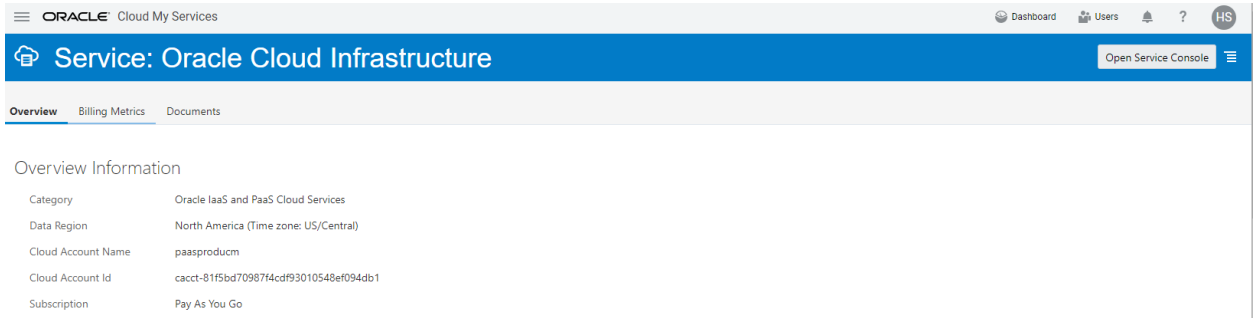 ORACLE® Cloud My Services Dashboard Users ? HS
Service: Oracle Cloud Infrastructure Open Service Console
Overview Billing Metrics Documents
Overview Information
Category Oracle IaaS and PaaS Cloud Services
Data Region North America (Time zone: US/Central)
Cloud Account Name paasproducm
Cloud Account Id cacct-81f5bd70987f4cdf93010548ef094db1
Subscription Pay As You Go